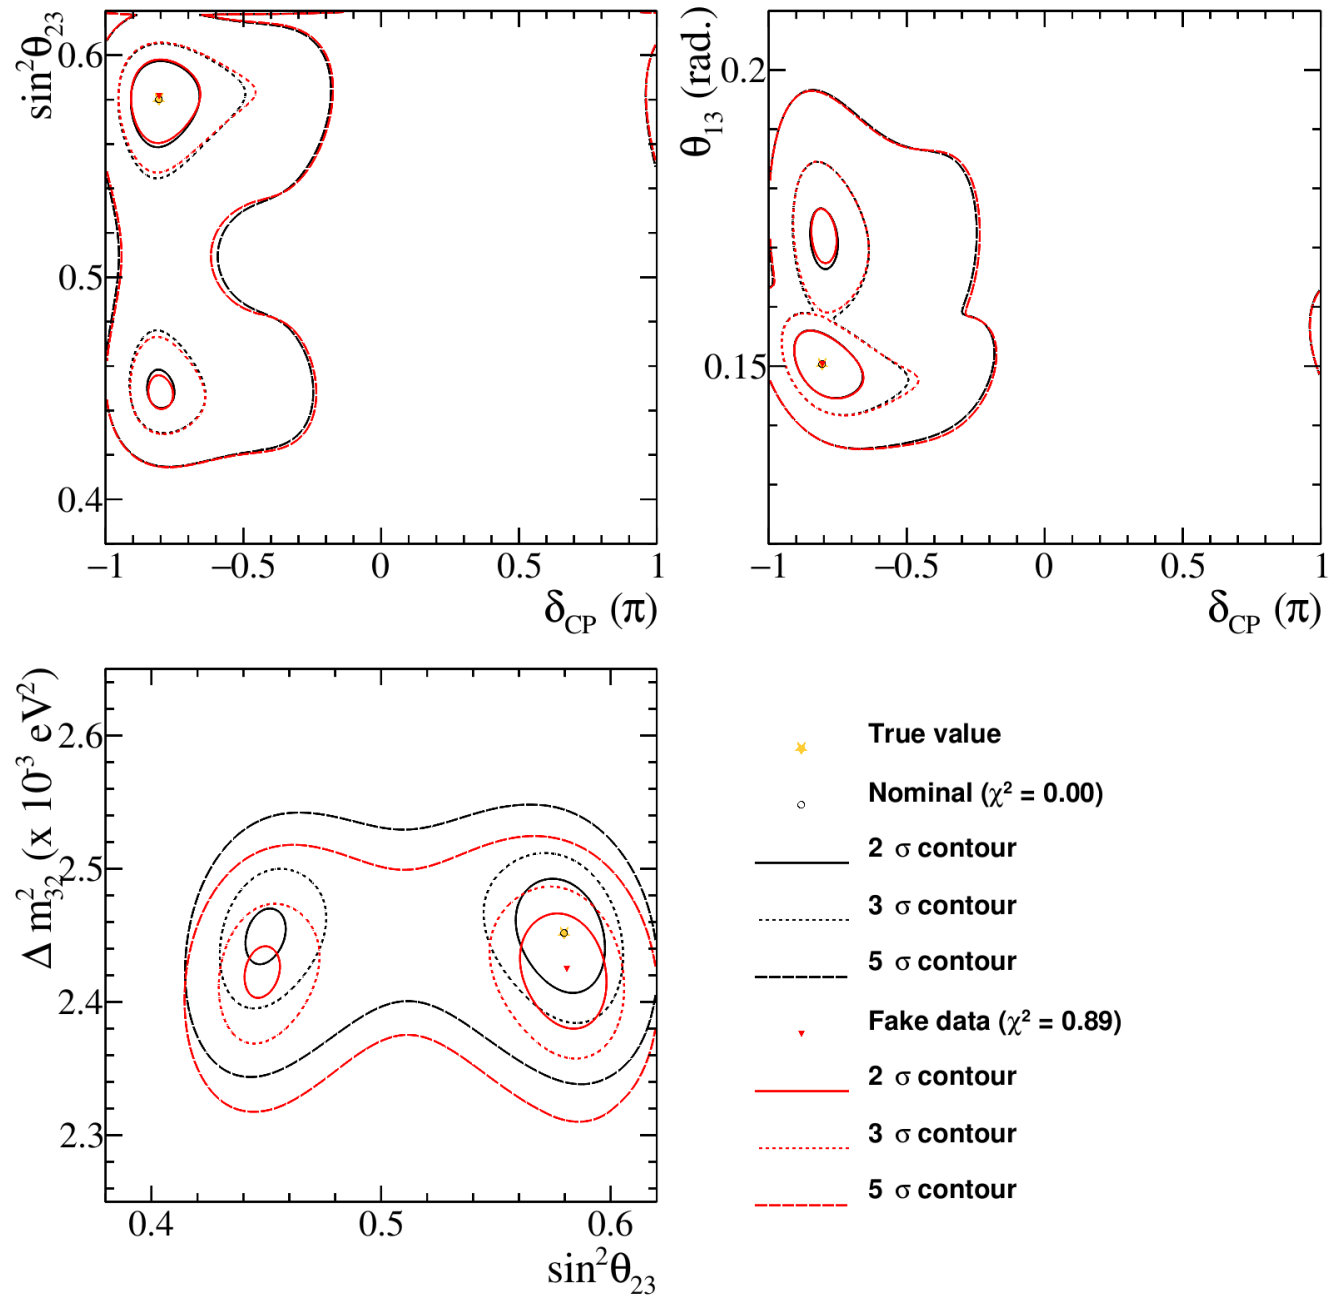 sin²θ₂₃
0.6
0.5
0.4
−1
−0.5
0
0.5
1
δ_CP (π)
θ₁₃ (rad.)
0.2
0.15
−1
−0.5
0
0.5
1
δ_CP (π)
Δ m²₃₂ (x 10⁻³ eV²)
2.6
2.5
2.4
2.3
0.4
0.5
0.6
sin²θ₂₃
True value
Nominal (χ² = 0.00)
2 σ contour
3 σ contour
5 σ contour
Fake data (χ² = 0.89)
2 σ contour
3 σ contour
5 σ contour